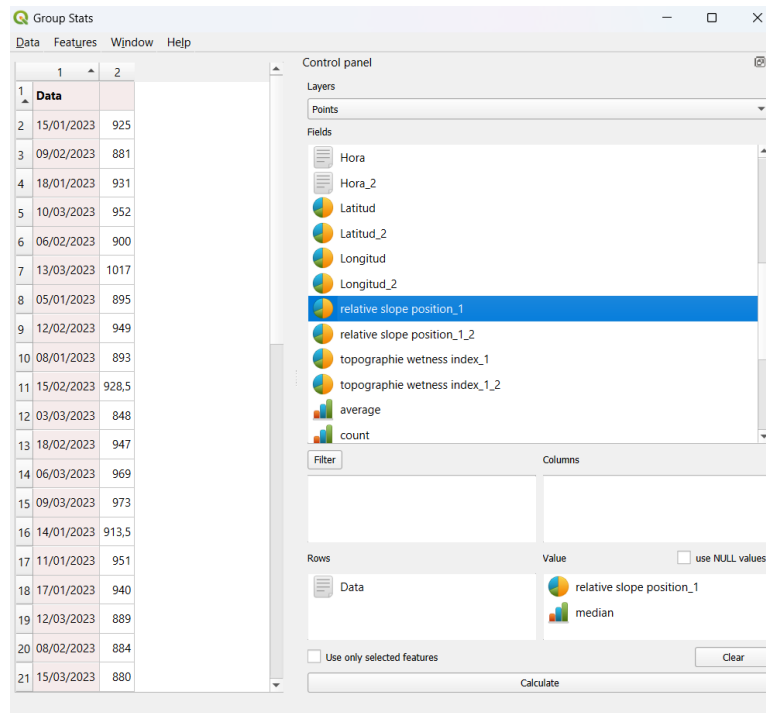 Group Stats
Data Features Window Help
1 2
1 Data
2 15/01/2023 925
3 09/02/2023 881
4 18/01/2023 931
5 10/03/2023 952
6 06/02/2023 900
7 13/03/2023 1017
8 05/01/2023 895
9 12/02/2023 949
10 08/01/2023 893
11 15/02/2023 928,5
12 03/03/2023 848
13 18/02/2023 947
14 06/03/2023 969
15 09/03/2023 973
16 14/01/2023 913,5
17 11/01/2023 951
18 17/01/2023 940
19 12/03/2023 889
20 08/02/2023 884
21 15/03/2023 880
Control panel
Layers
Points
Fields
Hora
Hora_2
Latitud
Latitud_2
Longitud
Longitud_2
relative slope position_1
relative slope position_1_2
topographie wetness index_1
topographie wetness index_1_2
average
count
Filter
Columns
Rows
Data
Value
use NULL values
relative slope position_1
median
Use only selected features
Clear
Calculate